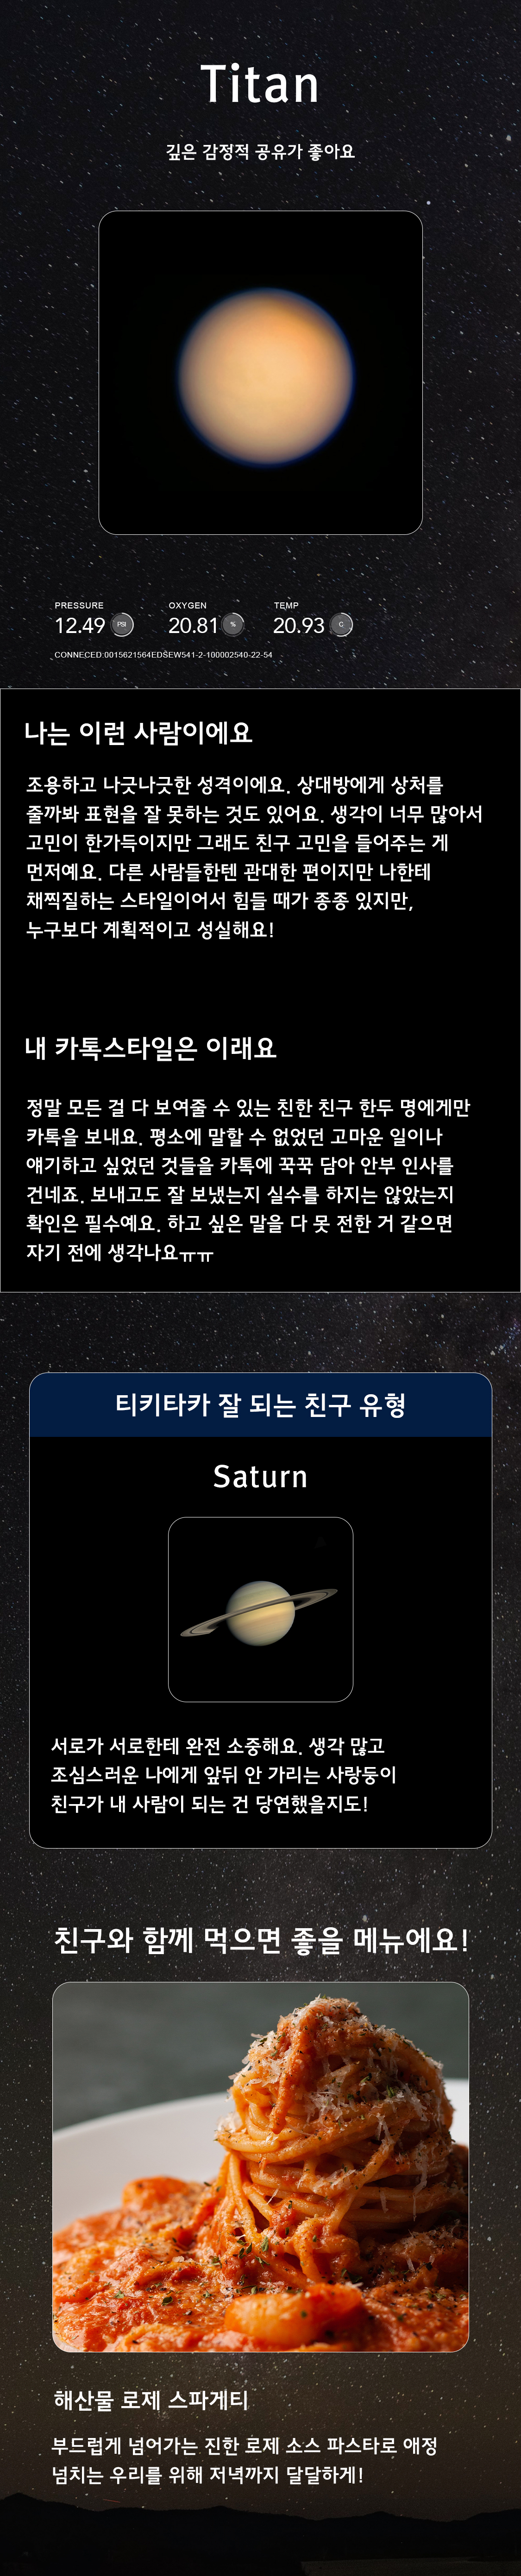 Titan
깊은 감정적 공유가 좋아요
PRESSURE OXYGEN TEMP
12.49 PSI 20.81 % 20.93 C
CONNECED:0015621564EDSEW541-2-100002540-22-54
나는 이런 사람이에요
조용하고 나긋나긋한 성격이에요. 상대방에게 상처를
줄까봐 표현을 잘 못하는 것도 있어요. 생각이 너무 많아서
고민이 한가득이지만 그래도 친구 고민을 들어주는 게
먼저예요. 다른 사람들한텐 관대한 편이지만 나한테
채찍질하는 스타일이어서 힘들 때가 종종 있지만,
누구보다 계획적이고 성실해요!
내 카톡스타일은 이래요
정말 모든 걸 다 보여줄 수 있는 친한 친구 한두 명에게만
카톡을 보내요. 평소에 말할 수 없었던 고마운 일이나
얘기하고 싶었던 것들을 카톡에 꾹꾹 담아 안부 인사를
건네죠. 보내고도 잘 보냈는지 실수를 하지는 않았는지
확인은 필수예요. 하고 싶은 말을 다 못 전한 거 같으면
자기 전에 생각나요ㅠㅠ
티키타카 잘 되는 친구 유형
Saturn
서로가 서로한테 완전 소중해요. 생각 많고
조심스러운 나에게 앞뒤 안 가리는 사랑둥이
친구가 내 사람이 되는 건 당연했을지도!
친구와 함께 먹으면 좋을 메뉴에요!
해산물 로제 스파게티
부드럽게 넘어가는 진한 로제 소스 파스타로 애정
넘치는 우리를 위해 저녁까지 달달하게!